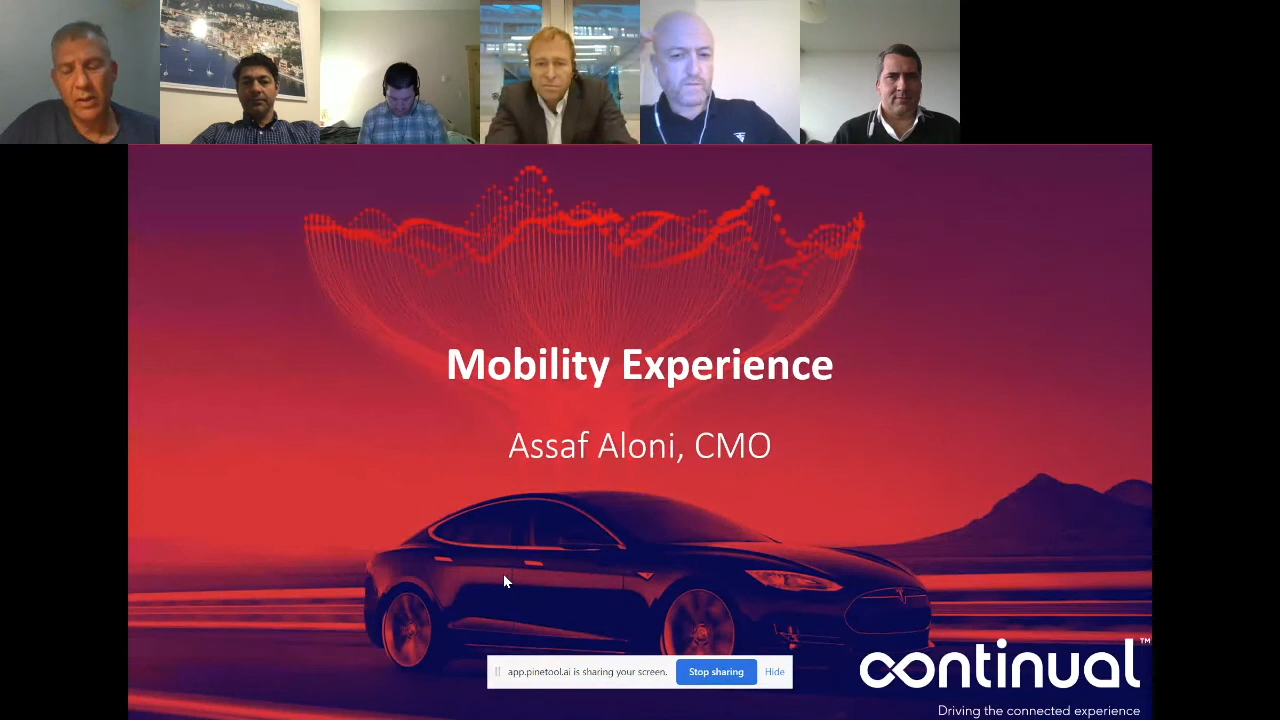 Mobility Experience
Assaf Aloni, CMO
app.pinetool.ai is sharing your screen. Stop sharing Hide
continual™
Driving the connected experience